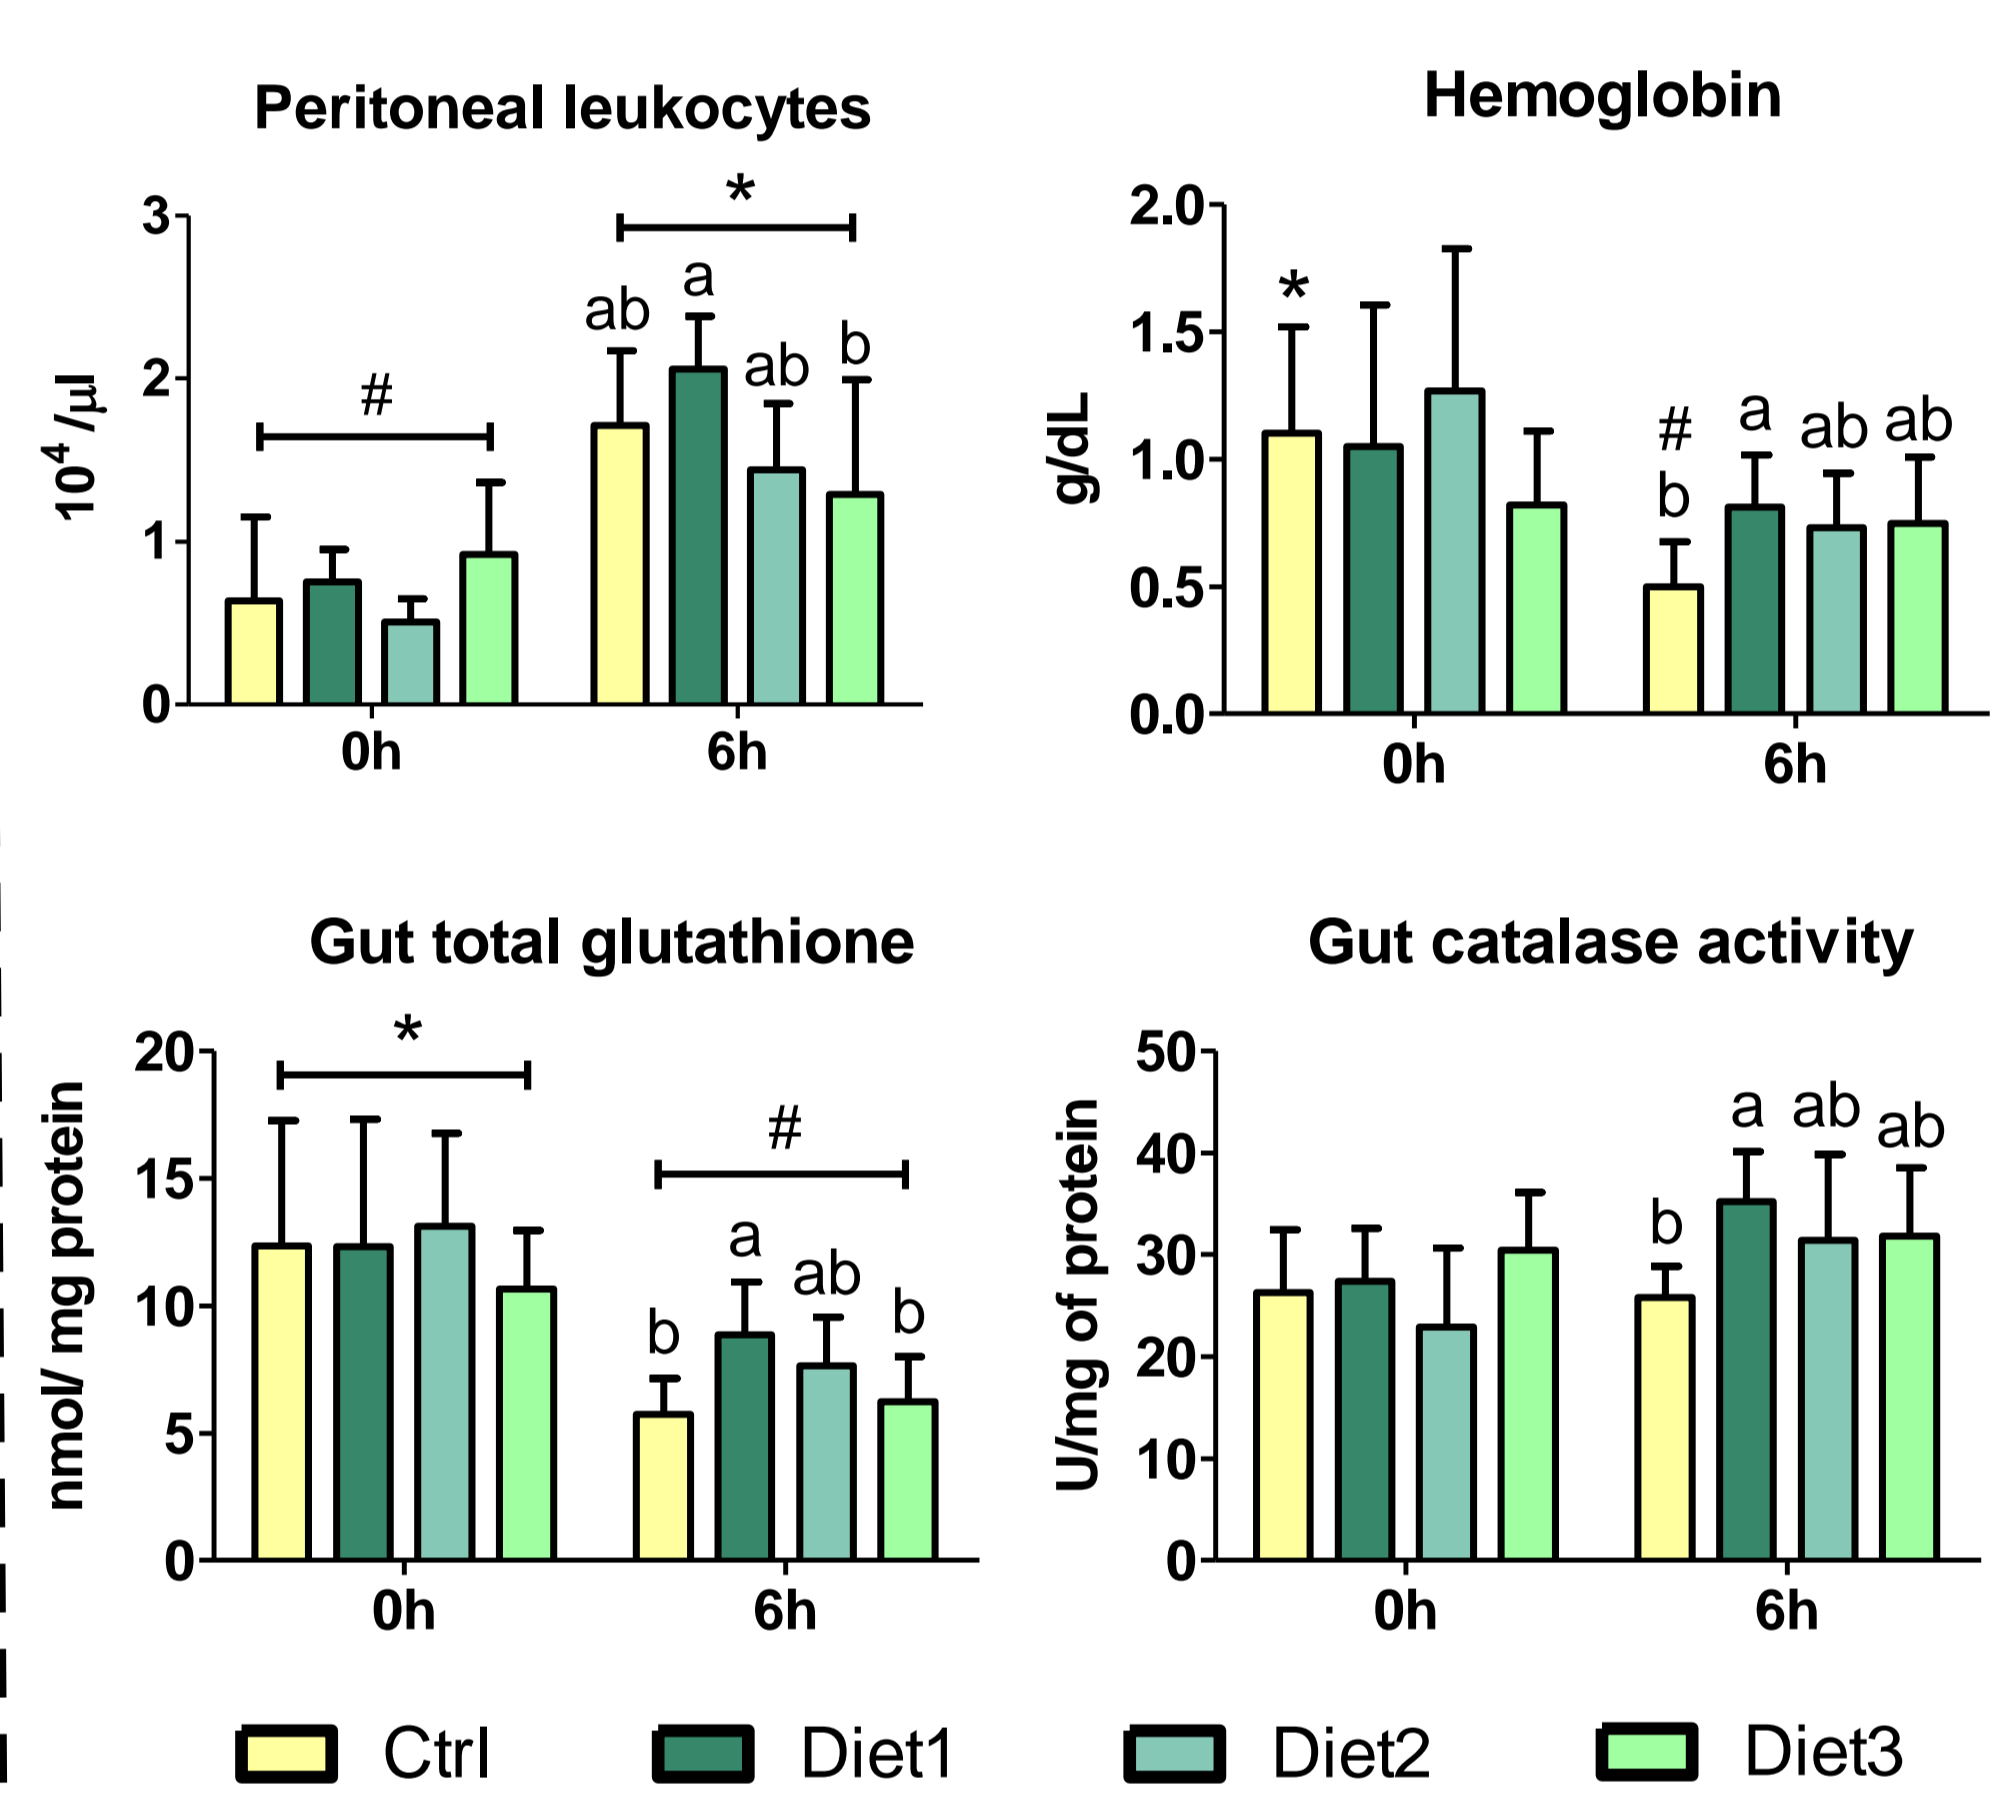 Peritoneal leukocytes
10⁴/µl
3
2
1
0
#
*
ab
a
ab
b
0h
6h
Hemoglobin
g/dL
2.0
1.5
1.0
0.5
0.0
*
#
b
a
ab
ab
0h
6h
Gut total glutathione
nmol/ mg protein
20
15
10
5
0
*
#
b
a
ab
b
0h
6h
Gut catalase activity
U/mg of protein
50
40
30
20
10
0
b
a
ab
ab
0h
6h
Ctrl
Diet1
Diet2
Diet3